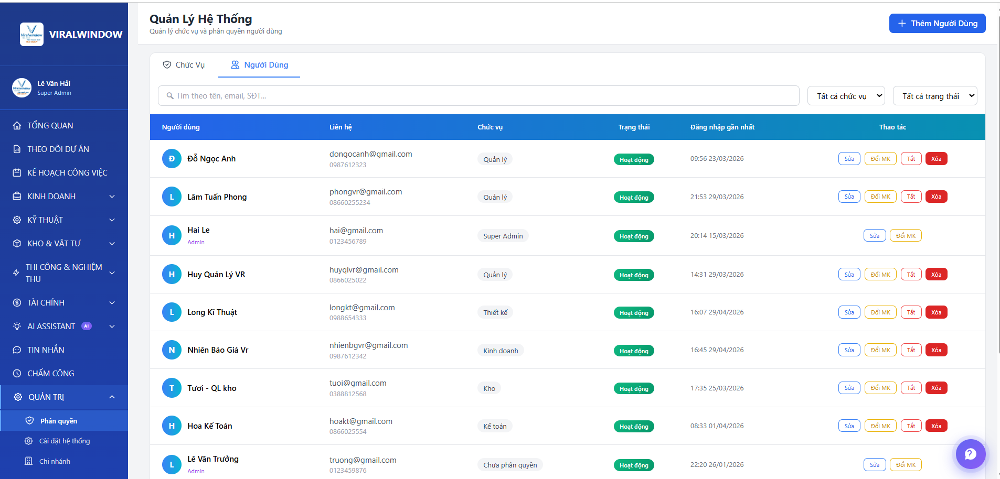 VIRALWINDOW
Lê Văn Hải
Super Admin
TỔNG QUAN
THEO DÕI DỰ ÁN
KẾ HOẠCH CÔNG VIỆC
KINH DOANH
KỸ THUẬT
KHO & VẬT TƯ
THI CÔNG & NGHIỆM
THU
TÀI CHÍNH
AI ASSISTANT AI
TIN NHẮN
CHẤM CÔNG
QUẢN TRỊ
Phân quyền
Cài đặt hệ thống
Chi nhánh
Quản Lý Hệ Thống
Quản lý chức vụ và phân quyền người dùng
Thêm Người Dùng
Chức Vụ Người Dùng
Tìm theo tên, email, SĐT... Tất cả chức vụ Tất cả trạng thái
Người dùng Liên hệ Chức vụ Trạng thái Đăng nhập gần nhất Thao tác
Đ Đỗ Ngọc Anh dongocanh@gmail.com Quản lý Hoạt động 09:56 23/03/2026 Sửa Đổi MK Tắt Xóa
0987612323
L Lâm Tuấn Phong phongvr@gmail.com Quản lý Hoạt động 21:53 29/03/2026 Sửa Đổi MK Tắt Xóa
08660255234
H Hai Le hai@gmail.com Super Admin Hoạt động 20:14 15/03/2026 Sửa Đổi MK
Admin 0123456789
H Huy Quản Lý VR huyqlvr@gmail.com Quản lý Hoạt động 14:31 29/03/2026 Sửa Đổi MK Tắt Xóa
0866025022
L Long Kĩ Thuật longkt@gmail.com Thiết kế Hoạt động 16:07 29/04/2026 Sửa Đổi MK Tắt Xóa
0988654333
N Nhiên Báo Giá Vr nhienbgvr@gmail.com Kinh doanh Hoạt động 16:45 29/04/2026 Sửa Đổi MK Tắt Xóa
0987612342
T Tươi - QL kho tuoi@gmail.com Kho Hoạt động 17:35 25/03/2026 Sửa Đổi MK Tắt Xóa
0388812568
H Hoa Kế Toán hoakt@gmail.com Kế toán Hoạt động 08:33 01/04/2026 Sửa Đổi MK Tắt Xóa
0866025554
L Lê Văn Trưởng truong@gmail.com Chưa phân quyền Hoạt động 22:20 26/01/2026 Sửa Đổi MK
Admin 0123459876